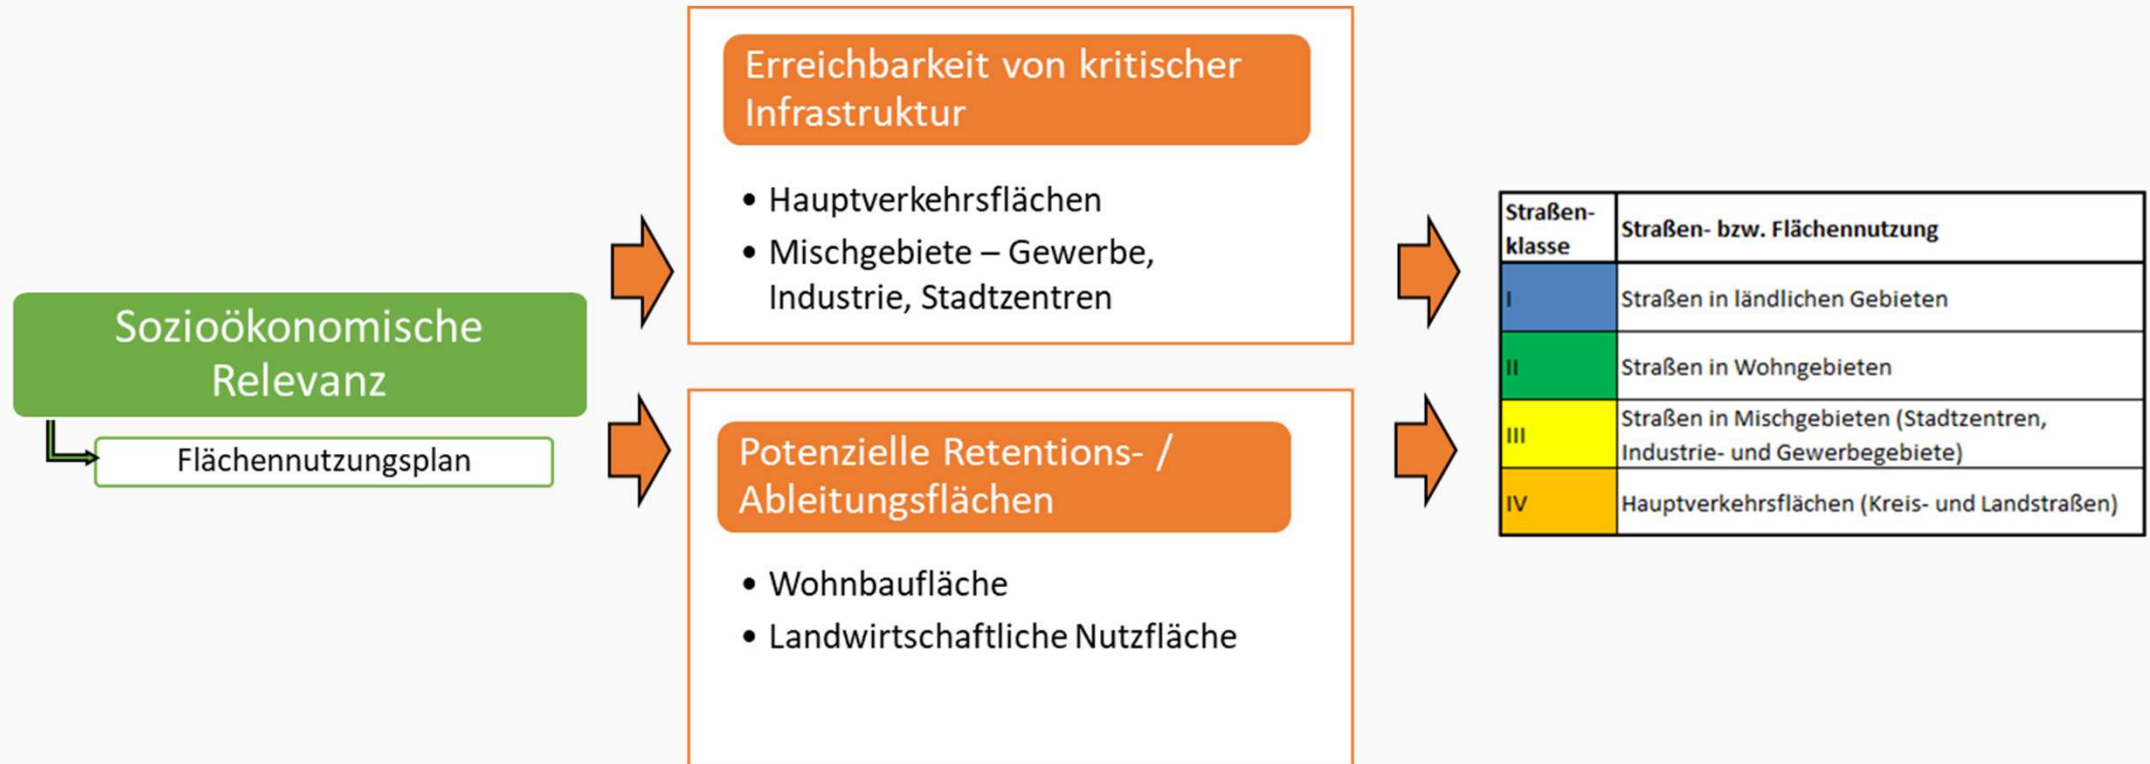 Sozioökonomische
Relevanz
Flächennutzungsplan
Erreichbarkeit von kritischer
Infrastruktur
• Hauptverkehrsflächen
• Mischgebiete – Gewerbe,
Industrie, Stadtzentren
Potenzielle Retentions- /
Ableitungsflächen
• Wohnbaufläche
• Landwirtschaftliche Nutzfläche
Straßen-
klasse
Straßen- bzw. Flächennutzung
I
Straßen in ländlichen Gebieten
II
Straßen in Wohngebieten
III
Straßen in Mischgebieten (Stadtzentren,
Industrie- und Gewerbegebiete)
IV
Hauptverkehrsflächen (Kreis- und Landstraßen)